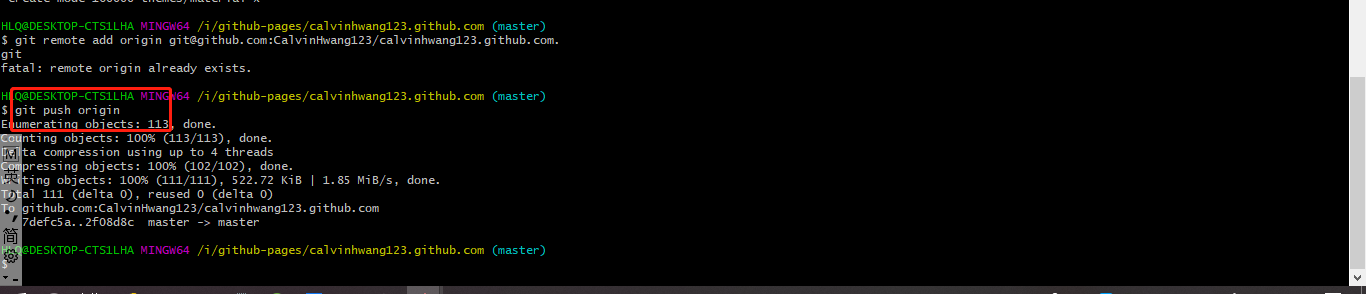 HLQ@DESKTOP-CTS1LHA MINGW64 /i/github-pages/calvinhwang123.github.com (master)
$ git remote add origin git@github.com:CalvinHwang123/calvinhwang123.github.com.
git
fatal: remote origin already exists.
HLQ@DESKTOP-CTS1LHA MINGW64 /i/github-pages/calvinhwang123.github.com (master)
$ git push origin
Enumerating objects: 113, done.
Counting objects: 100% (113/113), done.
Delta compression using up to 4 threads
Compressing objects: 100% (102/102), done.
Writing objects: 100% (111/111), 522.72 KiB | 1.85 MiB/s, done.
Total 111 (delta 0), reused 0 (delta 0)
To github.com:CalvinHwang123/calvinhwang123.github.com
7defc5a..2f08d8c master -> master
HLQ@DESKTOP-CTS1LHA MINGW64 /i/github-pages/calvinhwang123.github.com (master)
$
M
英
简